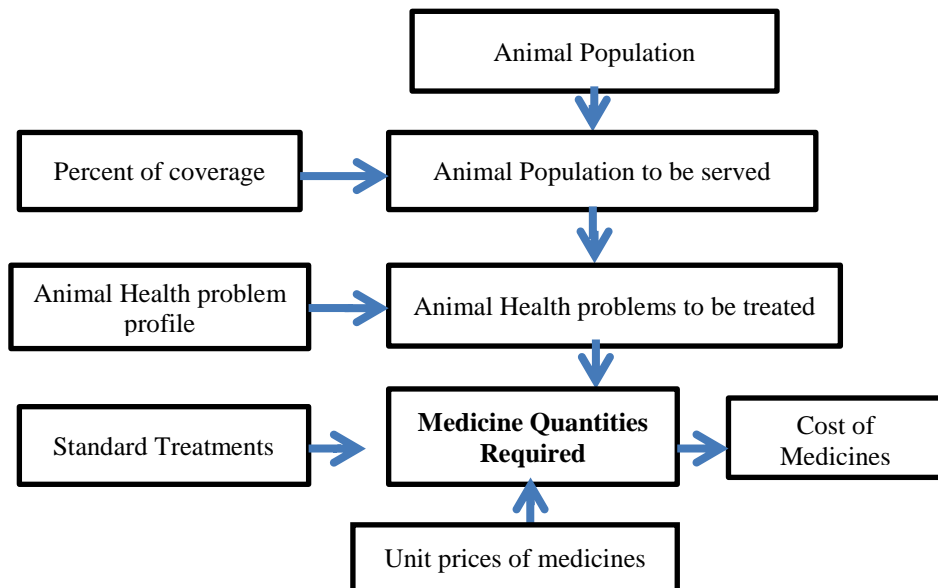 Animal Population
Percent of coverage
Animal Population to be served
Animal Health problem
profile
Animal Health problems to be treated
Standard Treatments
Medicine Quantities
Required
Cost of
Medicines
Unit prices of medicines